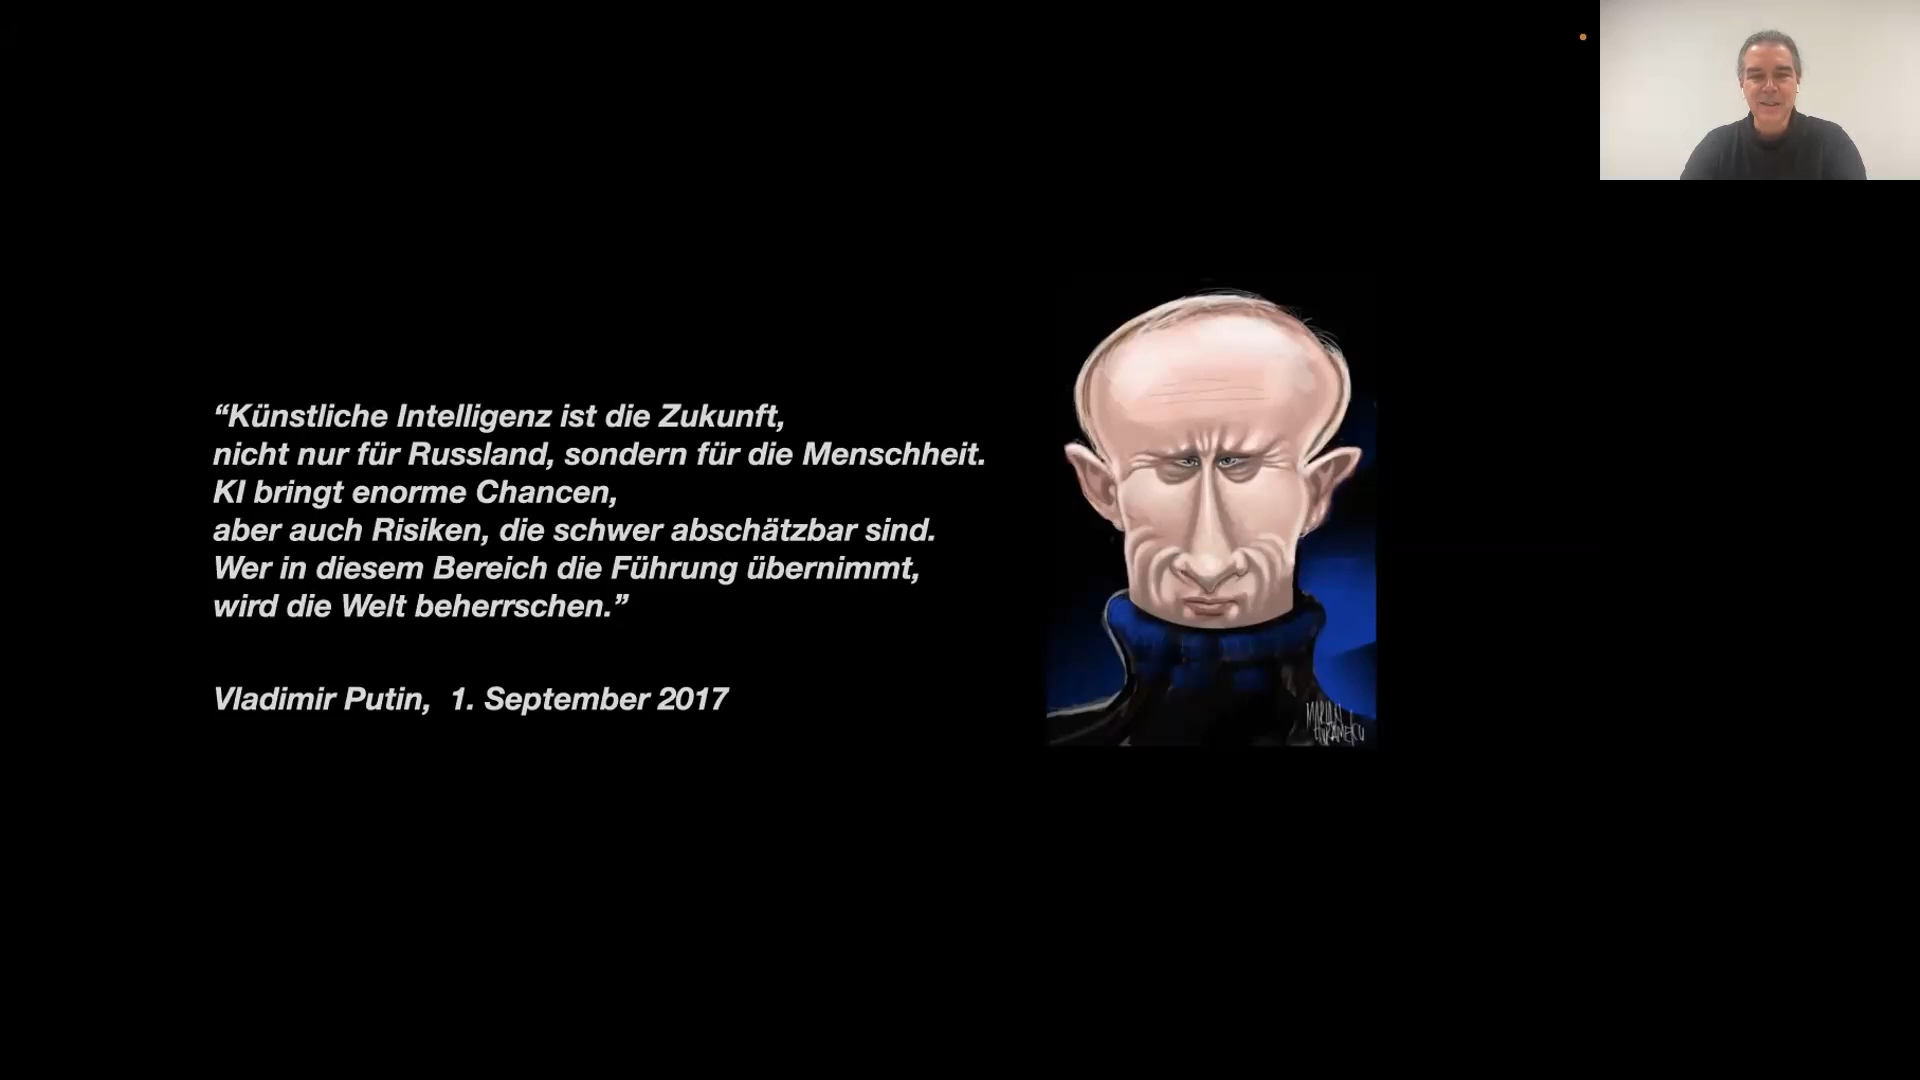 “Künstliche Intelligenz ist die Zukunft,
nicht nur für Russland, sondern für die Menschheit.
KI bringt enorme Chancen,
aber auch Risiken, die schwer abschätzbar sind.
Wer in diesem Bereich die Führung übernimmt,
wird die Welt beherrschen.”
Vladimir Putin, 1. September 2017